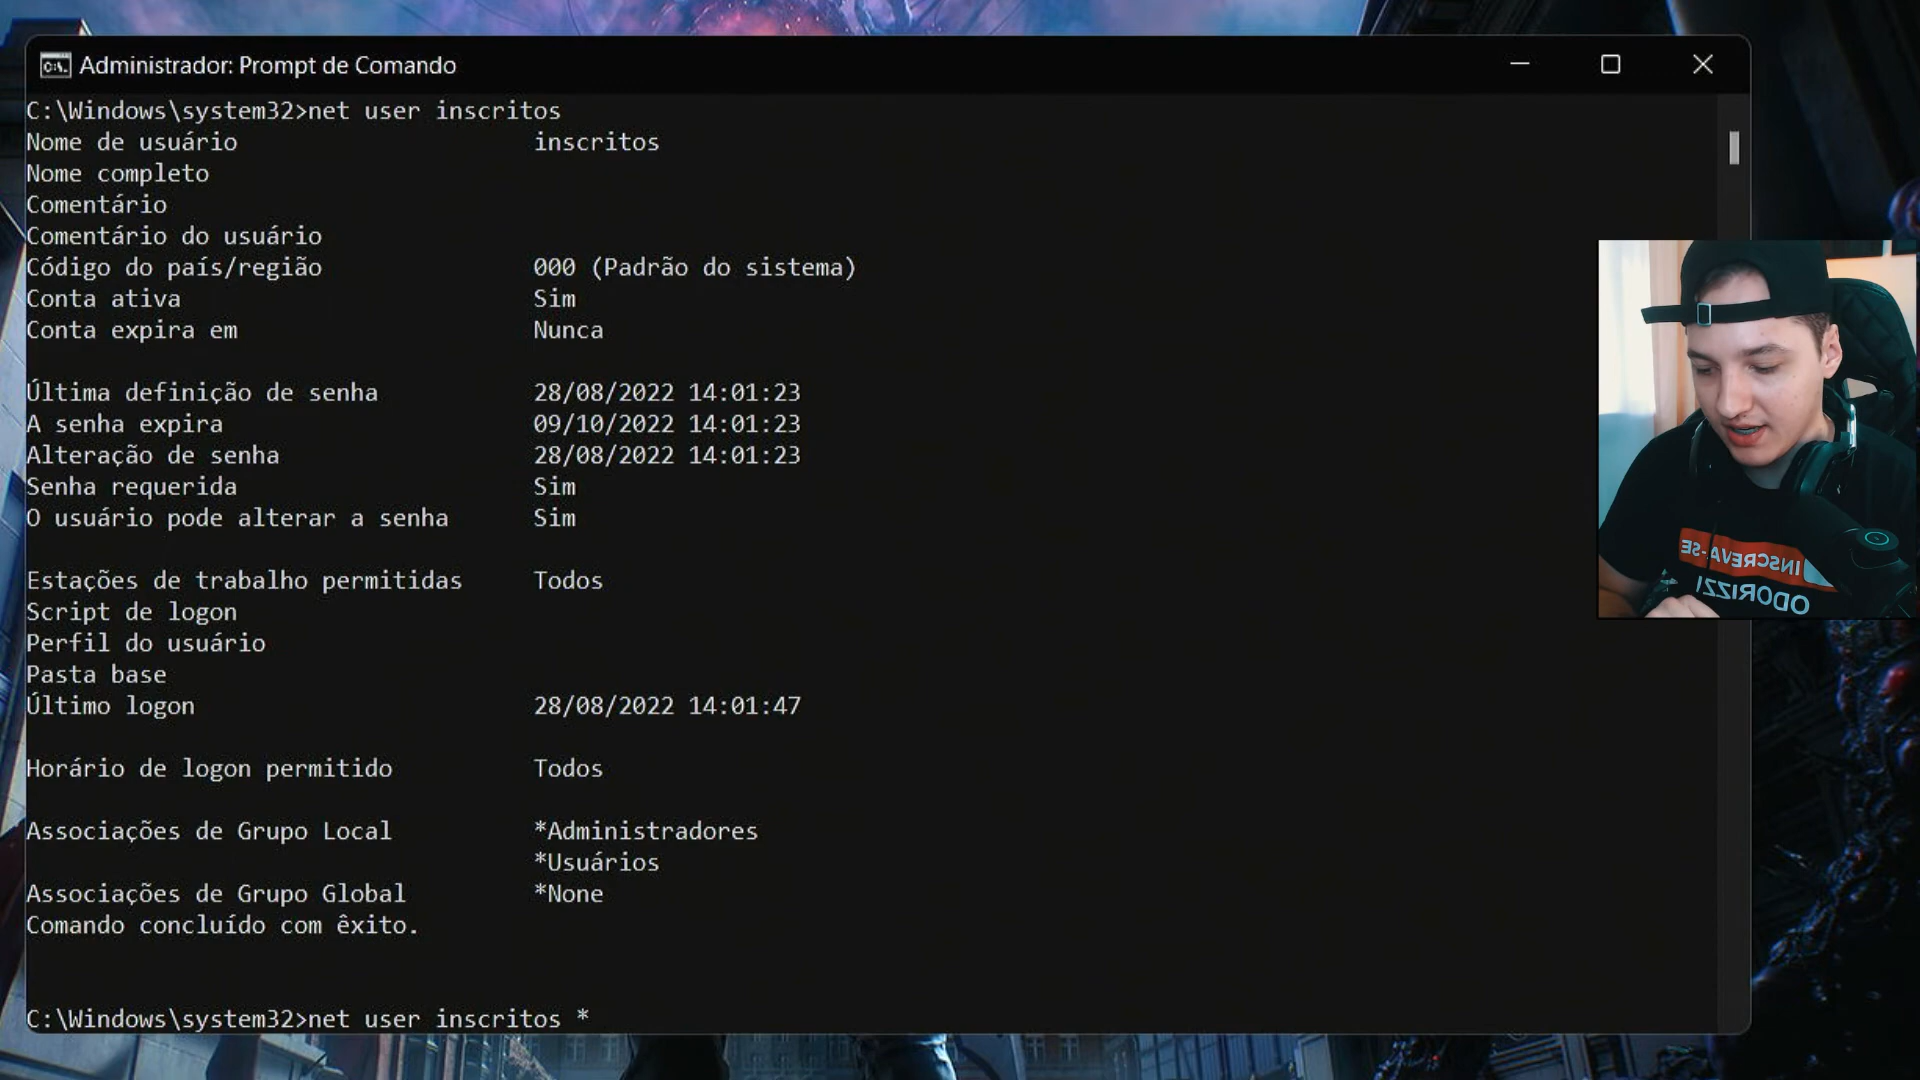 Administrador: Prompt de Comando
C:\Windows\system32>net user inscritos
Nome de usuário inscritos
Nome completo
Comentário
Comentário do usuário
Código do país/região 000 (Padrão do sistema)
Conta ativa Sim
Conta expira em Nunca
Última definição de senha 28/08/2022 14:01:23
A senha expira 09/10/2022 14:01:23
Alteração de senha 28/08/2022 14:01:23
Senha requerida Sim
O usuário pode alterar a senha Sim
Estações de trabalho permitidas Todos
Script de logon
Perfil do usuário
Pasta base
Último logon 28/08/2022 14:01:47
Horário de logon permitido Todos
Associações de Grupo Local *Administradores
*Usuários
Associações de Grupo Global *None
Comando concluído com êxito.
C:\Windows\system32>net user inscritos *
INSCREVA-SE
ODORIZZI